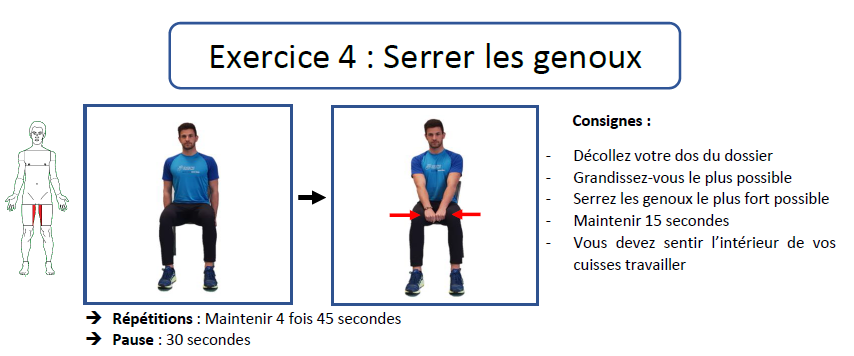 Exercice 4 : Serrer les genoux
Consignes :
- Décollez votre dos du dossier
- Grandissez-vous le plus possible
- Serrez les genoux le plus fort possible
- Maintenir 15 secondes
- Vous devez sentir l’intérieur de vos
cuisses travailler
➔ Répétitions : Maintenir 4 fois 45 secondes
➔ Pause : 30 secondes